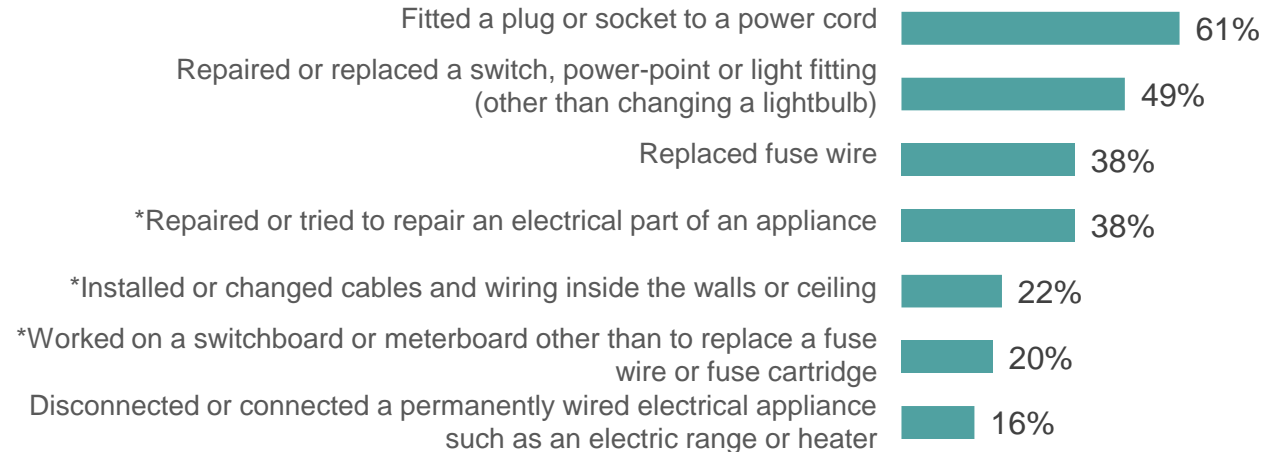 Fitted a plug or socket to a power cord
61%
Repaired or replaced a switch, power-point or light fitting
(other than changing a lightbulb)
49%
Replaced fuse wire
38%
*Repaired or tried to repair an electrical part of an appliance
38%
*Installed or changed cables and wiring inside the walls or ceiling
22%
*Worked on a switchboard or meterboard other than to replace a fuse
wire or fuse cartridge
20%
Disconnected or connected a permanently wired electrical appliance
such as an electric range or heater
16%